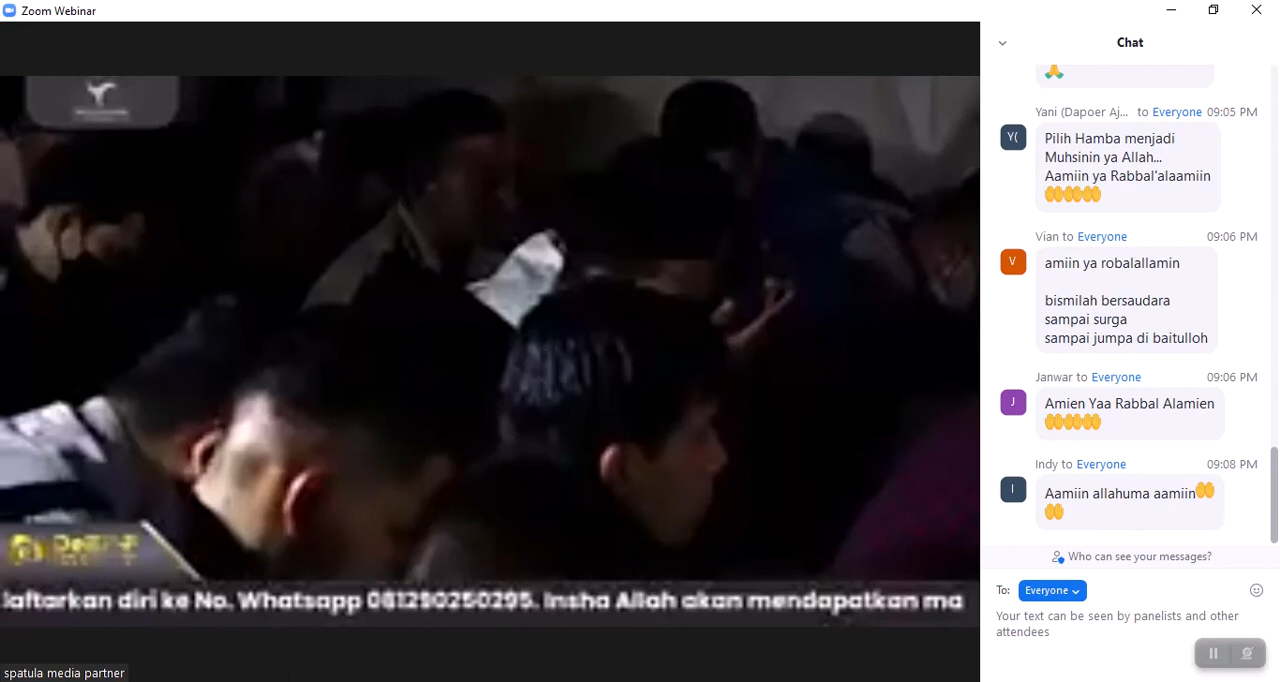 Zoom Webinar
laftarkan diri ke No. Whatsapp 081290250295. Insha Allah akan mendapatkan ma
spatula media partner
Chat
🙏
Yani (Dapoer Aj... to Everyone 09:05 PM
Y(
Pilih Hamba menjadi
Muhsinin ya Allah...
Aamiin ya Rabbal'alaamiin
🤲🤲🤲
Vian to Everyone 09:06 PM
V
amiin ya robalallamin
bismilah bersaudara
sampai surga
sampai jumpa di baitulloh
Janwar to Everyone 09:06 PM
J
Amien Yaa Rabbal Alamien
🤲🤲🤲
Indy to Everyone 09:08 PM
I
Aamiin allahuma aamiin🤲
🤲
Who can see your messages?
To: Everyone
Your text can be seen by panelists and other
attendees